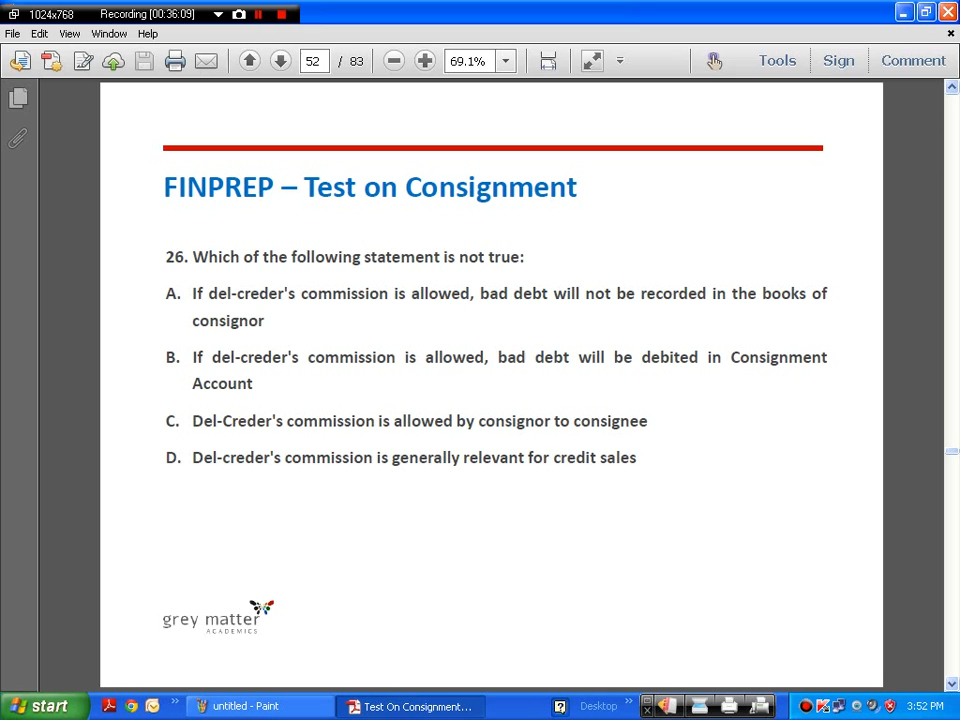 1024x768 Recording [00:36:09]
File Edit View Window Help
52 / 83 69.1% Tools Sign Comment
FINPREP – Test on Consignment
26. Which of the following statement is not true:
A. If del-creder's commission is allowed, bad debt will not be recorded in the books of
consignor
B. If del-creder's commission is allowed, bad debt will be debited in Consignment
Account
C. Del-Creder's commission is allowed by consignor to consignee
D. Del-creder's commission is generally relevant for credit sales
grey matter
ACADEMICS
start untitled - Paint Test On Consignment... Desktop 3:52 PM